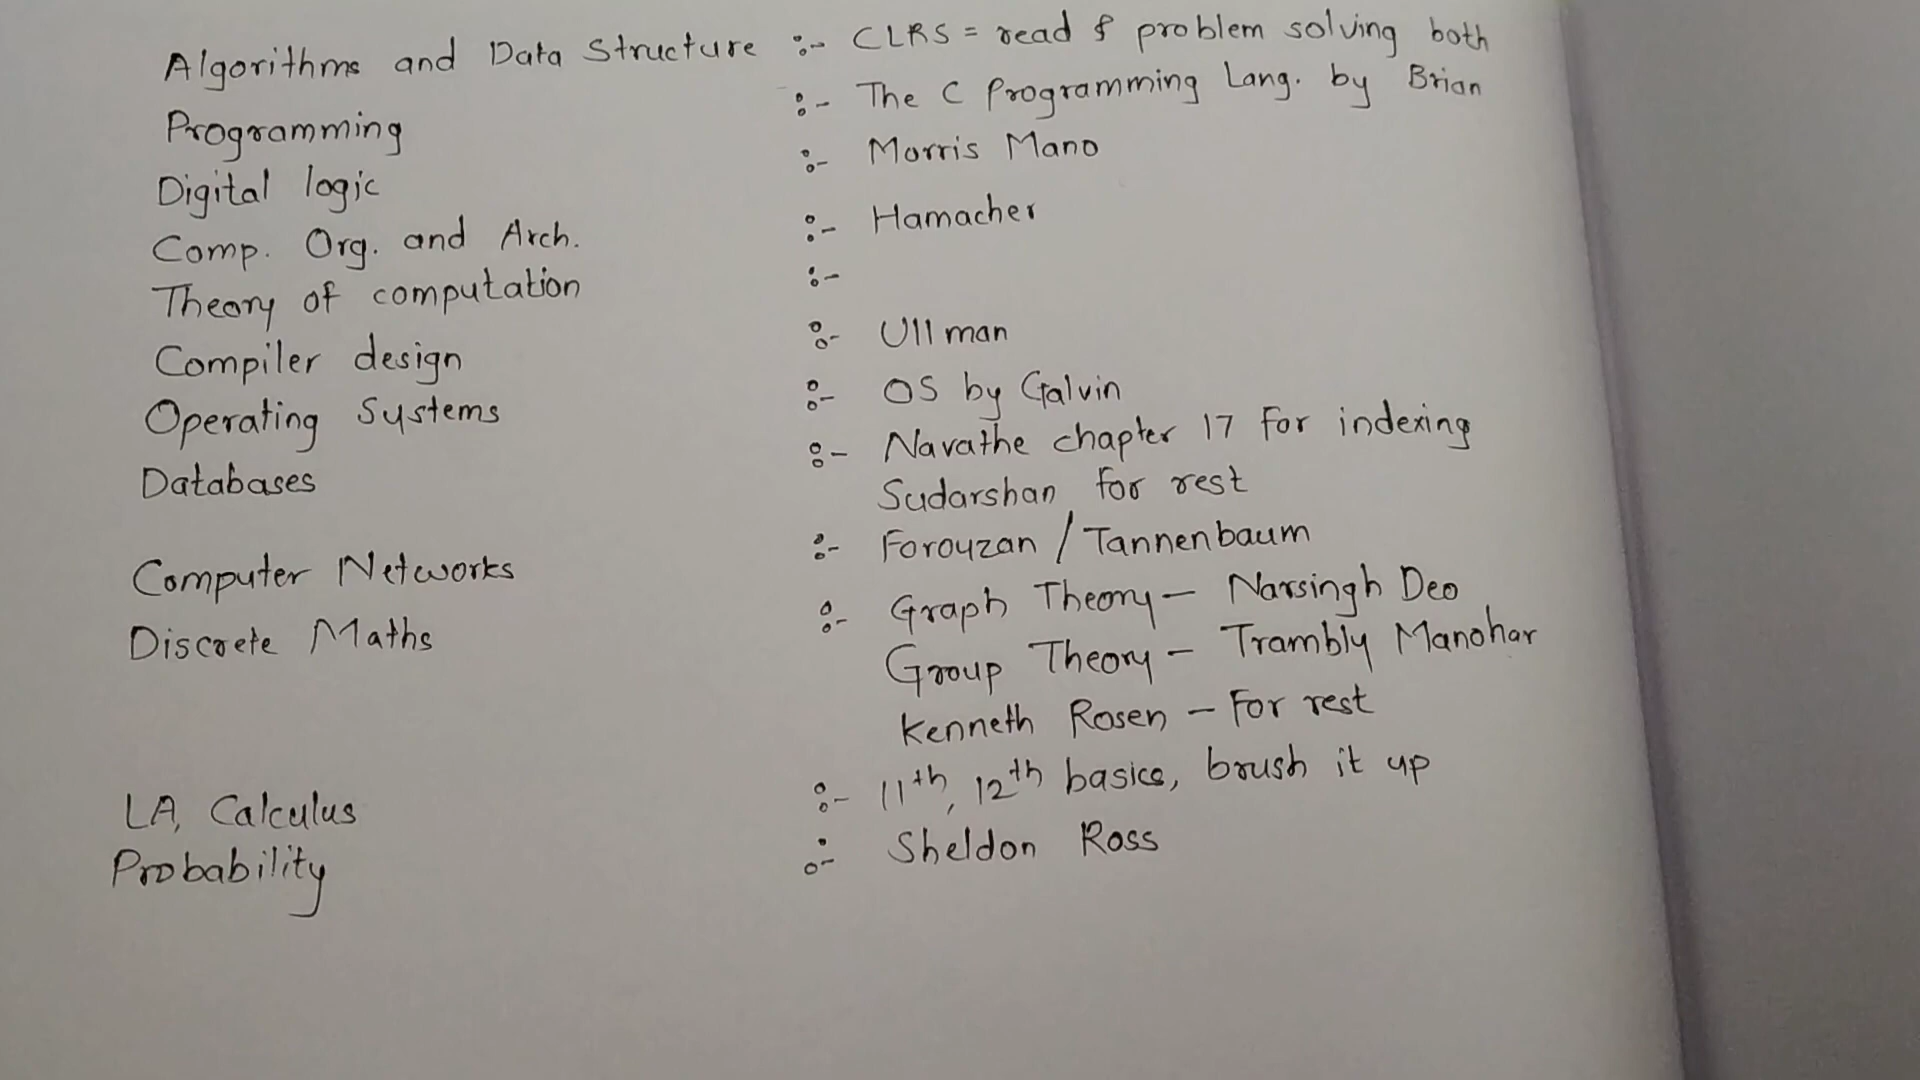 Algorithms and Data Structure :- CLRS = read & problem solving both
Programming :- The C Programming Lang. by Brian
Digital logic :- Morris Mano
Comp. Org. and Arch. :- Hamacher
Theory of computation :-
Compiler design :- Ullman
Operating Systems :- OS by Galvin
Databases :- Navathe chapter 17 for indexing
Sudarshan for rest
Computer Networks :- Forouzan / Tannenbaum
Discrete Maths :- Graph Theory - Narsingh Deo
Group Theory - Trambly Manohar
Kenneth Rosen - For rest
LA, Calculus :- 11th, 12th basics, brush it up
Probability :- Sheldon Ross